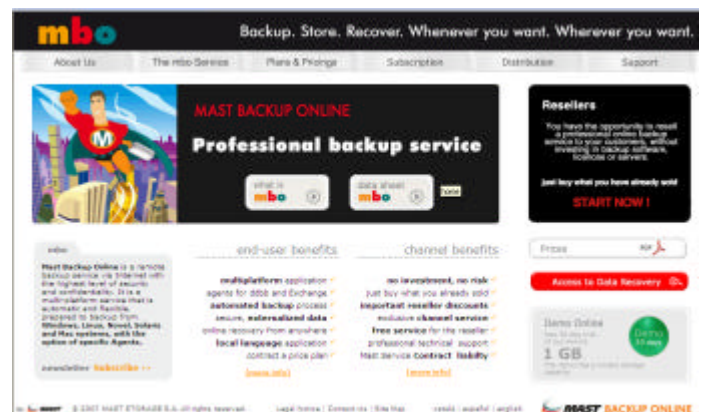 mbo
Backup. Store. Recover. Whenever you want. Wherever you want.
About Us
The mbo Service
Plans & Pricings
Subscription
Distribution
Support
M
MAST BACKUP ONLINE
Professional backup service
what is
mbo
data sheet
mbo
Resellers
You have the opportunity to resell
a professional online backup
service to your customers, without
investing in backup software,
licences or servers.
Just buy what you have already sold
START NOW !
mbo
Mast Backup Online is a remote
backup service via Internet with
the highest level of security
and confidentiality. It is a
multi-platform service that is
automatic and flexible,
prepared to backup from
Windows, Linux, Novel, Solaris
and Mac systems, with the
option of specific Agents.
newsletter subscribe
end-user benefits
multiplatform application
agents for ddbb and Exchange
automated backup process
secure, externalized data
online recovery from anywhere
local language application
contract a price plan
[more info]
channel benefits
no investment, no risk
just buy what you already sold
important reseller discounts
exclusive channel service
free service for the reseller
professional technical support
Mast Service Contract liability
[more info]
Access to Data Recovery
Demo Online
Demo
1 GB
MAST
© 2007 MAST STORAGE S.A. All rights reserved.
Legal Notice | Contact Us | Site Map
català | español | english
MAST BACKUP ONLINE